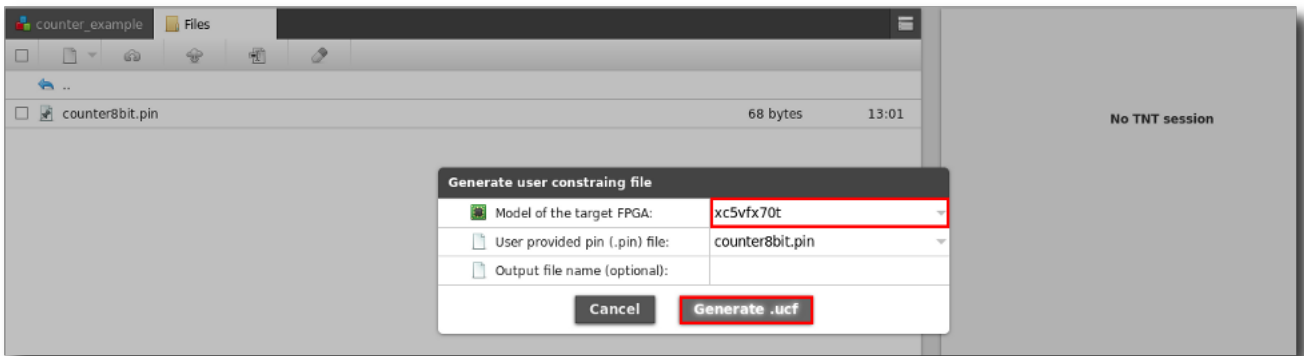 counter_example Files
..
counter8bit.pin 68 bytes 13:01
No TNT session
Generate user constraing file
Model of the target FPGA: xc5vfx70t
User provided pin (.pin) file: counter8bit.pin
Output file name (optional):
Cancel Generate .ucf